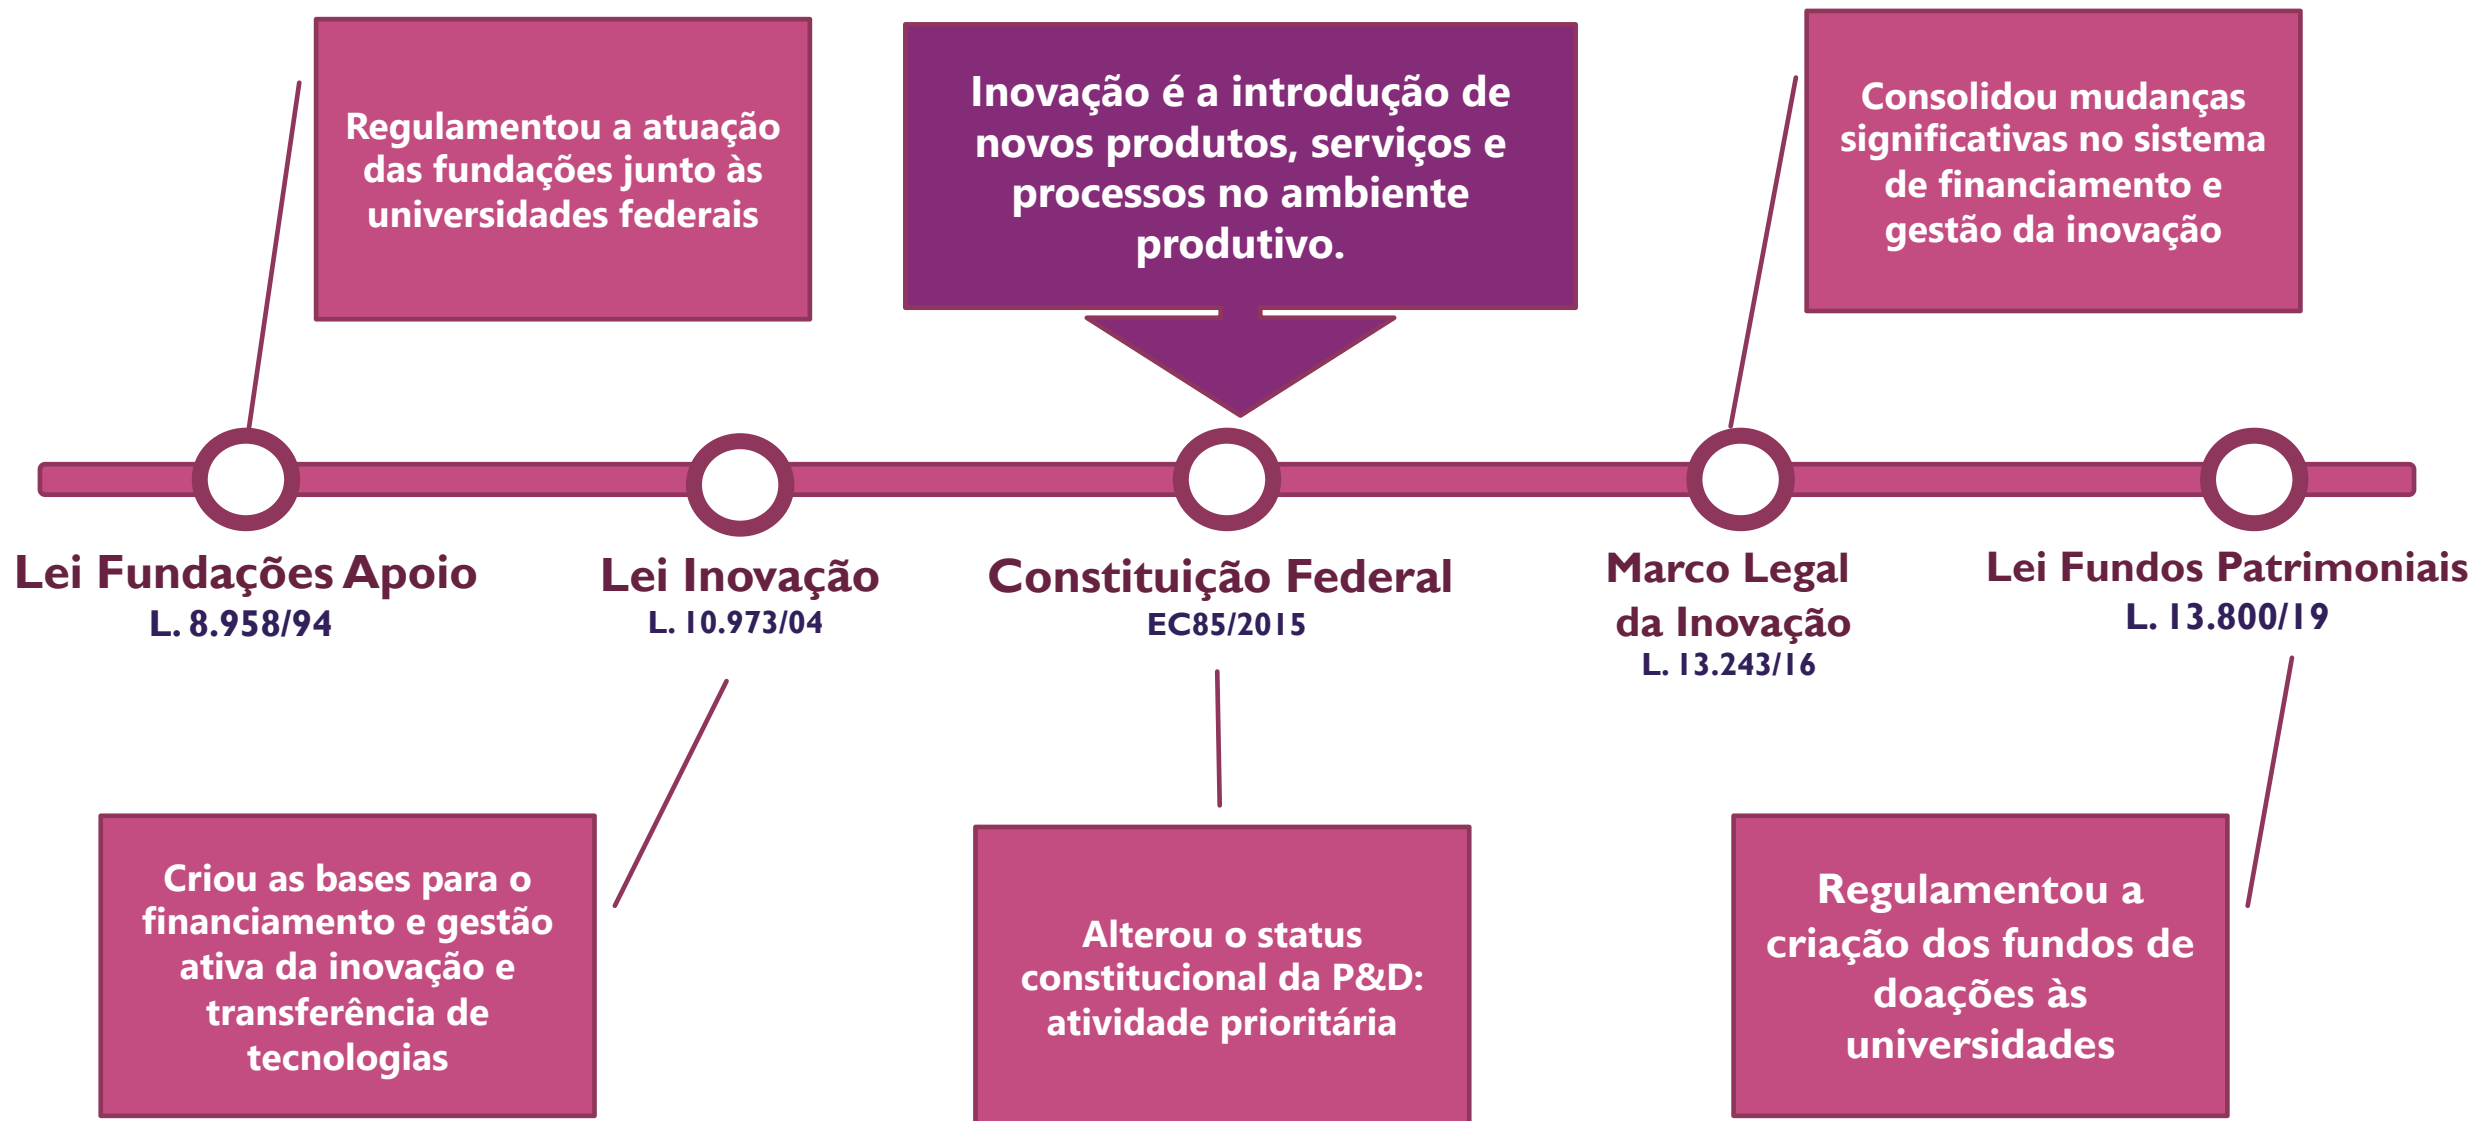 Regulamentou a atuação
das fundações junto às
universidades federais
Inovação é a introdução de
novos produtos, serviços e
processos no ambiente
produtivo.
Consolidou mudanças
significativas no sistema
de financiamento e
gestão da inovação
Lei Fundações Apoio
L. 8.958/94
Lei Inovação
L. 10.973/04
Constituição Federal
EC85/2015
Marco Legal
da Inovação
L. 13.243/16
Lei Fundos Patrimoniais
L. 13.800/19
Criou as bases para o
financiamento e gestão
ativa da inovação e
transferência de
tecnologias
Alterou o status
constitucional da P&D:
atividade prioritária
Regulamentou a
criação dos fundos de
doações às
universidades